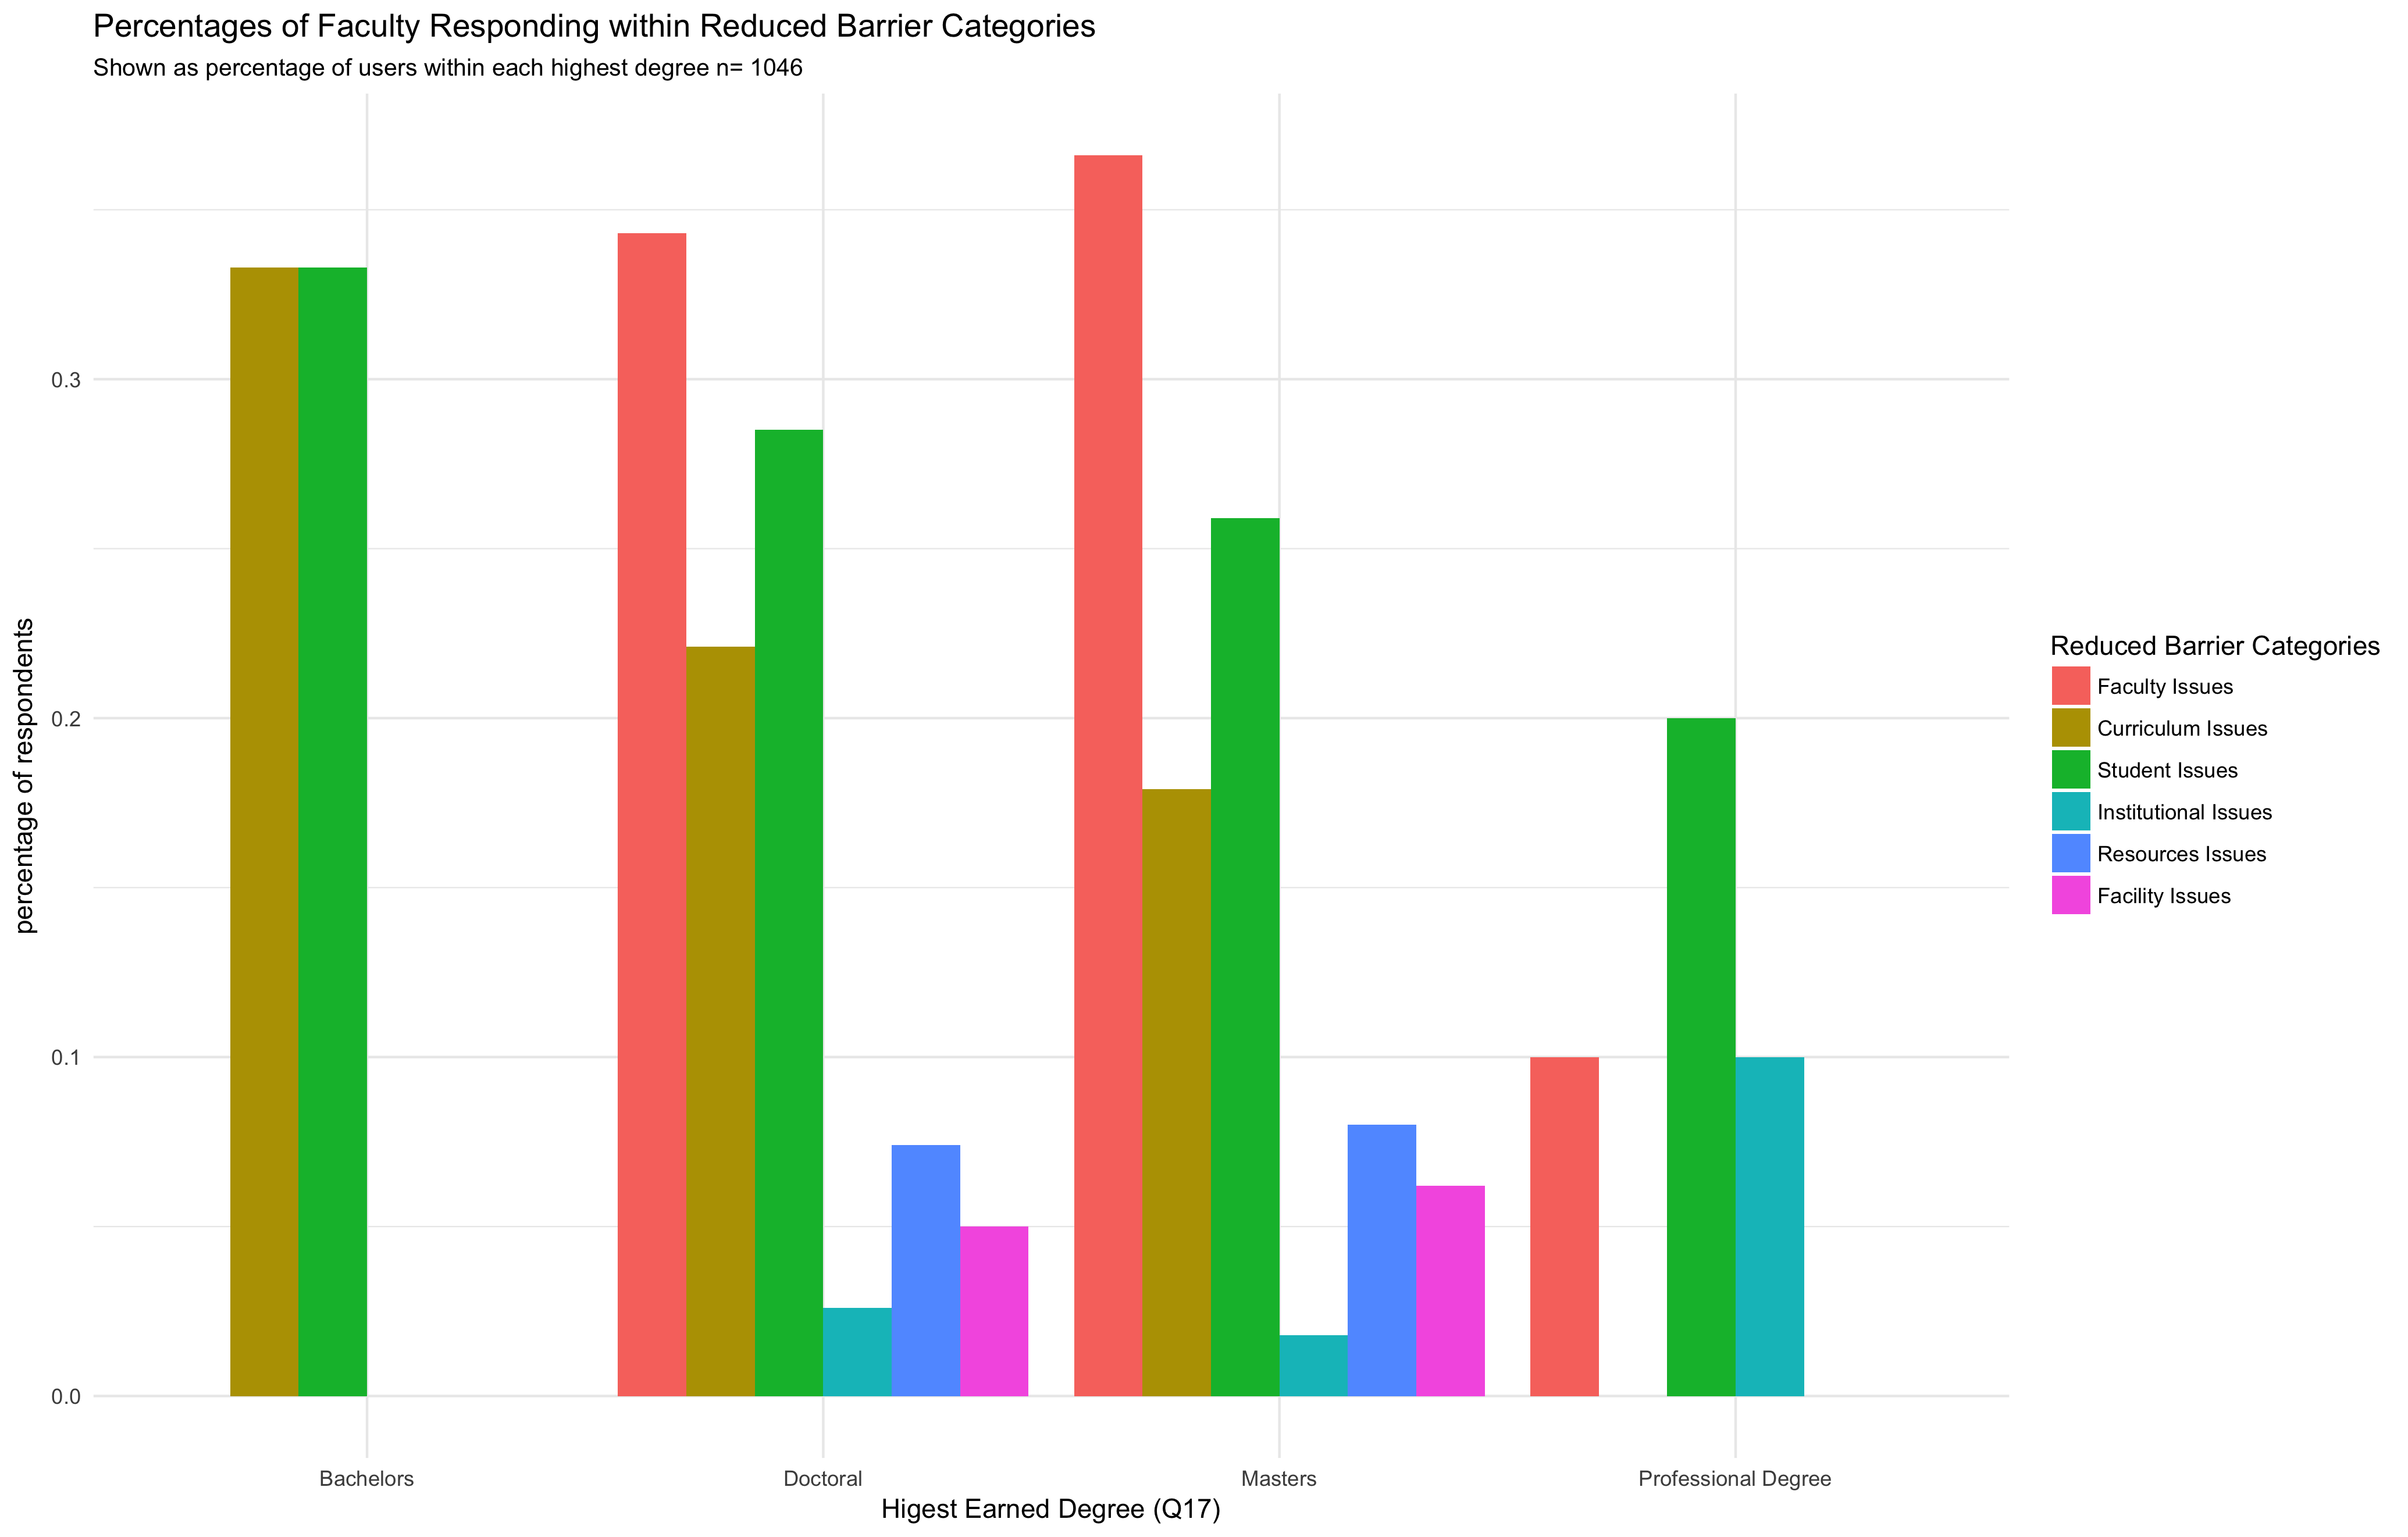 Percentages of Faculty Responding within Reduced Barrier Categories
Shown as percentage of users within each highest degree n= 1046
percentage of respondents
0.3
0.2
0.1
0.0
Bachelors
Doctoral
Masters
Professional Degree
Higest Earned Degree (Q17)
Reduced Barrier Categories
Faculty Issues
Curriculum Issues
Student Issues
Institutional Issues
Resources Issues
Facility Issues